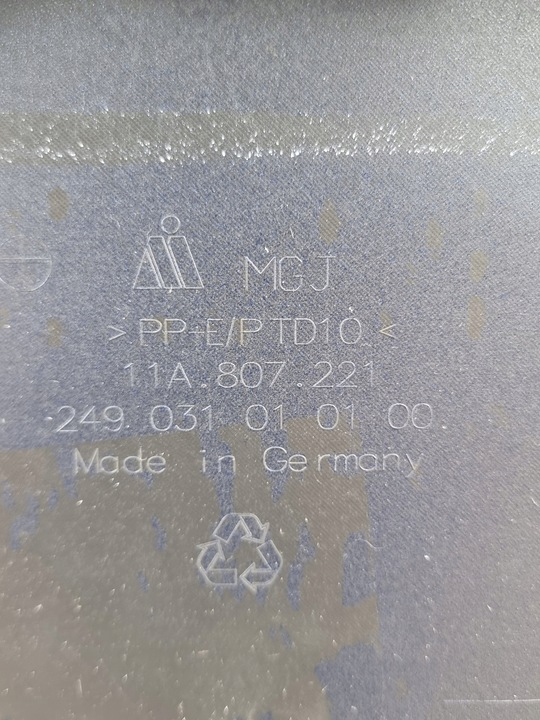 MGJ
>PP+E/P TD10<
11A.807.221
249 031 01 01 00
Made in Germany